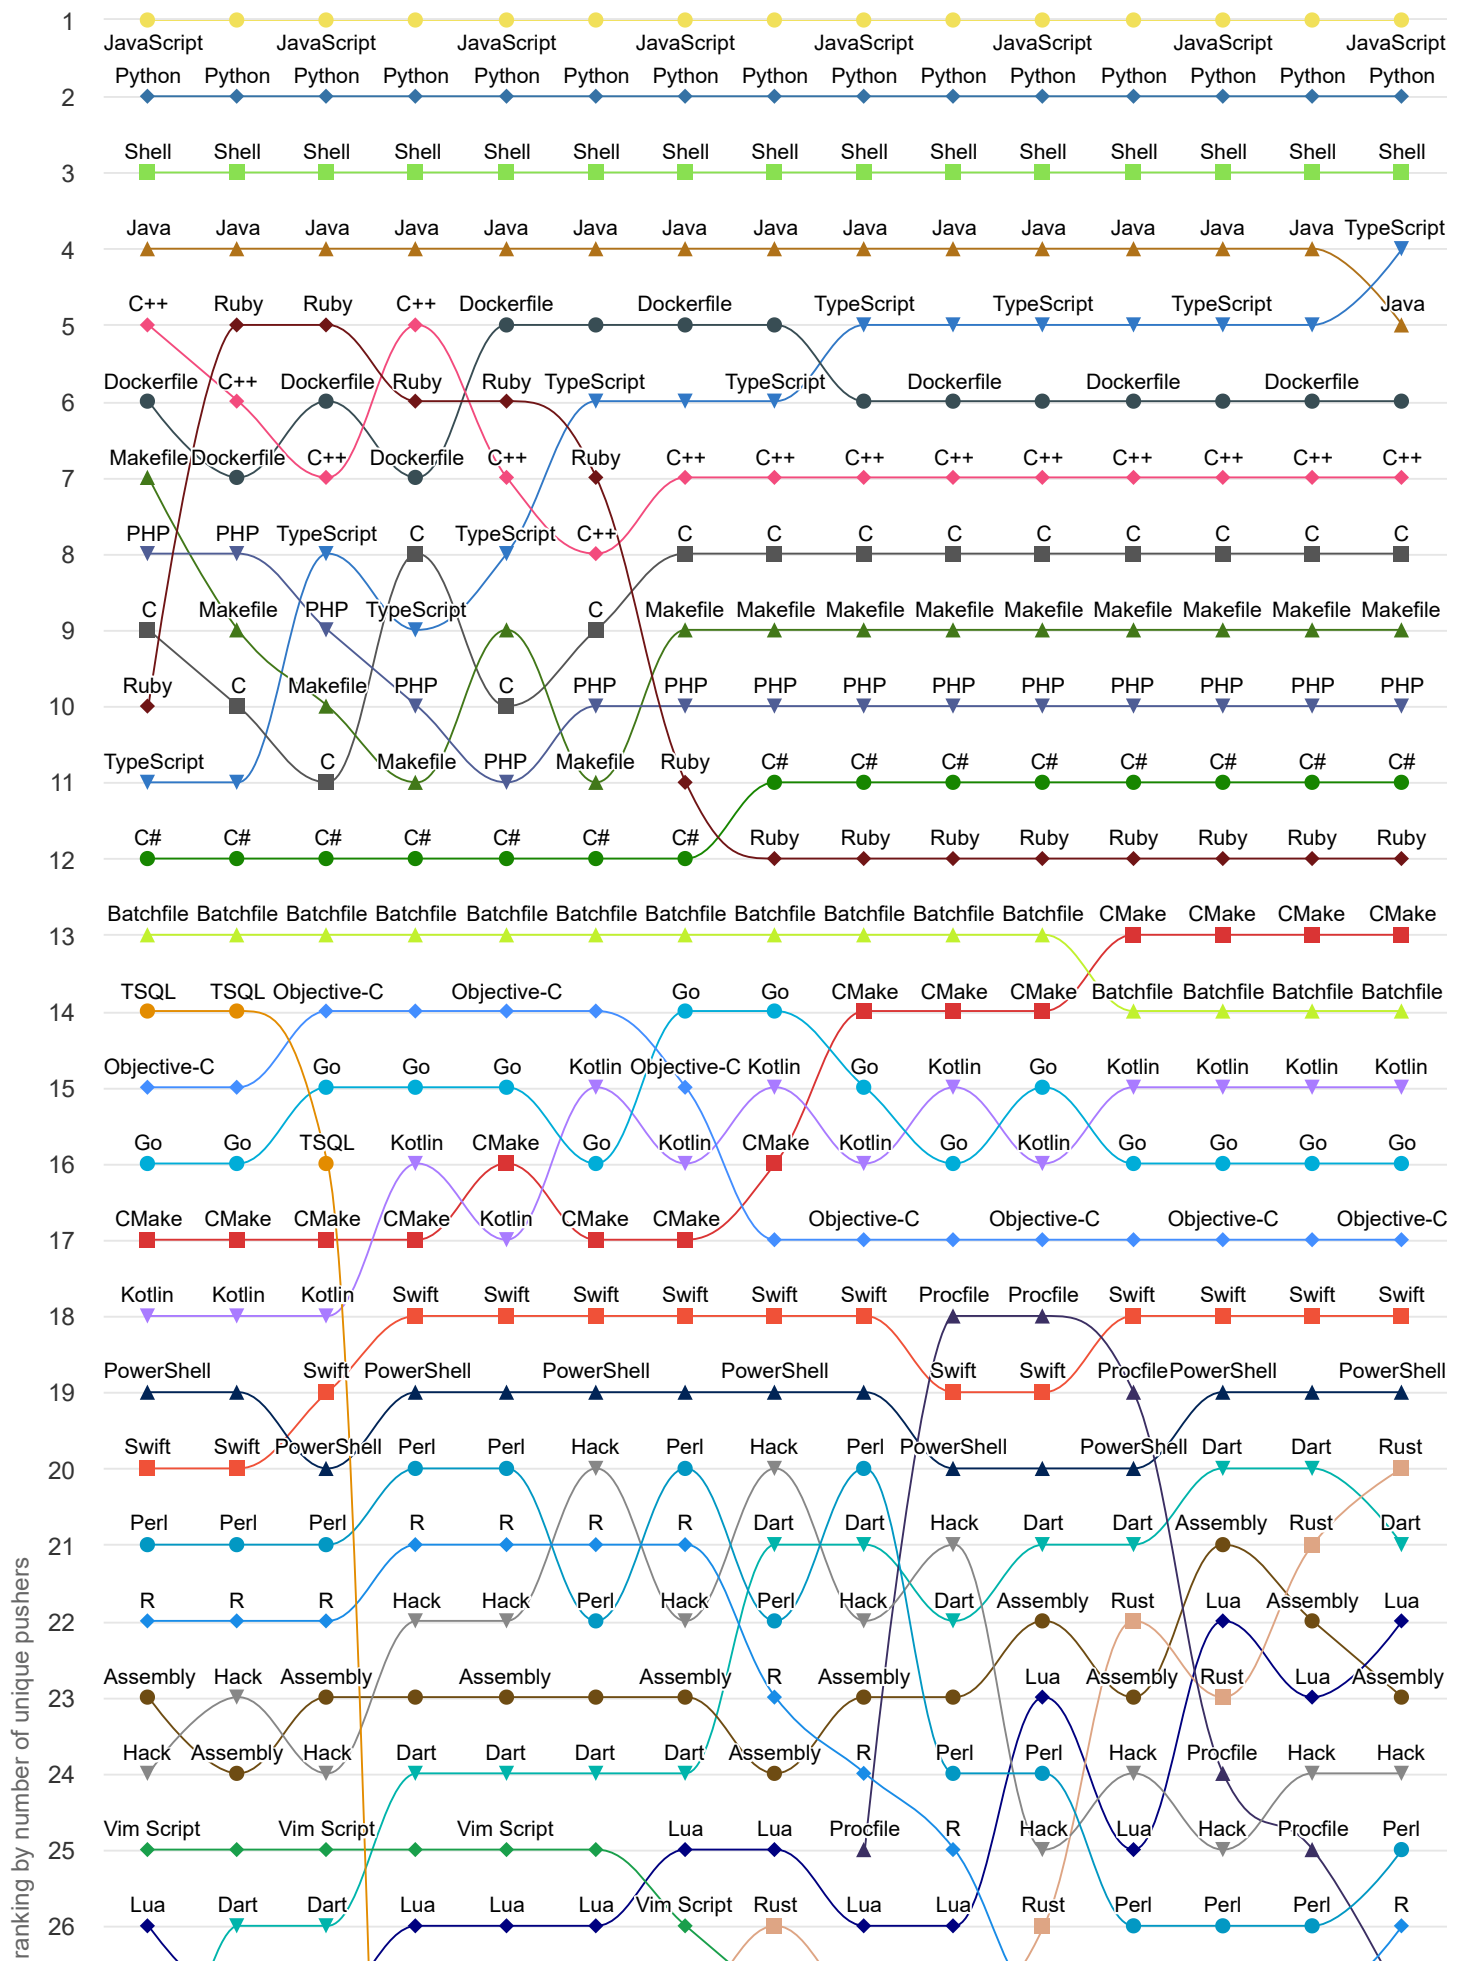 1
JavaScript JavaScript JavaScript JavaScript JavaScript JavaScript JavaScript JavaScript
Python Python Python Python Python Python Python Python Python Python Python Python Python Python Python
2
Shell Shell Shell Shell Shell Shell Shell Shell Shell Shell Shell Shell Shell Shell Shell
3
Java Java Java Java Java Java Java Java Java Java Java Java Java Java TypeScript
4
C++ Ruby Ruby C++ Dockerfile Dockerfile TypeScript TypeScript TypeScript Java
5
Dockerfile C++ Dockerfile Ruby Ruby TypeScript TypeScript Dockerfile Dockerfile Dockerfile
6
Makefile Dockerfile C++ Dockerfile C++ Ruby C++ C++ C++ C++ C++ C++ C++ C++ C++
7
PHP PHP TypeScript C TypeScript C++ C C C C C C C C C
8
C Makefile PHP TypeScript C Makefile Makefile Makefile Makefile Makefile Makefile Makefile Makefile Makefile
9
Ruby C Makefile PHP C PHP PHP PHP PHP PHP PHP PHP PHP PHP PHP
10
TypeScript C Makefile PHP Makefile Ruby C# C# C# C# C# C# C# C#
11
C# C# C# C# C# C# C# Ruby Ruby Ruby Ruby Ruby Ruby Ruby Ruby
12
Batchfile Batchfile Batchfile Batchfile Batchfile Batchfile Batchfile Batchfile Batchfile Batchfile Batchfile CMake CMake CMake CMake
13
TSQL TSQL Objective-C Objective-C Go Go CMake CMake CMake Batchfile Batchfile Batchfile Batchfile
14
Objective-C Go Go Go Kotlin Objective-C Kotlin Go Kotlin Go Kotlin Kotlin Kotlin Kotlin
15
Go Go TSQL Kotlin CMake Go Kotlin CMake Kotlin Go Kotlin Go Go Go Go
16
CMake CMake CMake CMake Kotlin CMake CMake Objective-C Objective-C Objective-C Objective-C
17
Kotlin Kotlin Kotlin Swift Swift Swift Swift Swift Swift Procfile Procfile Swift Swift Swift Swift
18
PowerShell Swift PowerShell PowerShell PowerShell Swift Swift Procfile PowerShell PowerShell
19
Swift Swift PowerShell Perl Perl Hack Perl Hack Perl PowerShell PowerShell Dart Dart Rust
20
Perl Perl Perl R R R R Dart Dart Hack Dart Dart Assembly Rust Dart
21
R R R Hack Hack Perl Hack Perl Hack Dart Assembly Rust Lua Assembly Lua
22
Assembly Hack Assembly Assembly Assembly R Assembly Lua Assembly Rust Lua Assembly
23
Hack Assembly Hack Dart Dart Dart Dart Assembly R Perl Perl Hack Procfile Hack Hack
24
Vim Script Vim Script Vim Script Lua Lua Procfile R Hack Lua Hack Procfile Perl
25
Lua Dart Dart Lua Lua Lua Vim Script Rust Lua Lua Rust Perl Perl Perl R
26
ranking by number of unique pushers